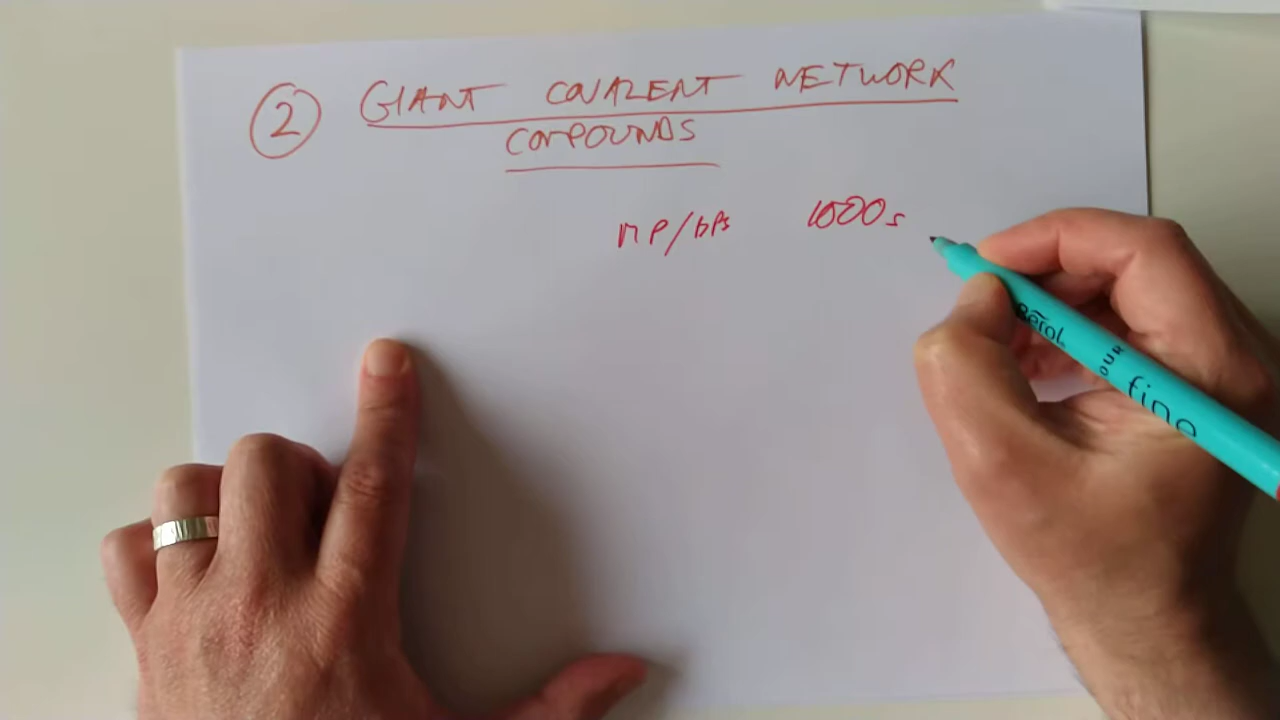 2 GIANT COVALENT NETWORK
COMPOUNDS
MP/bPs 1000s
Berol
fine